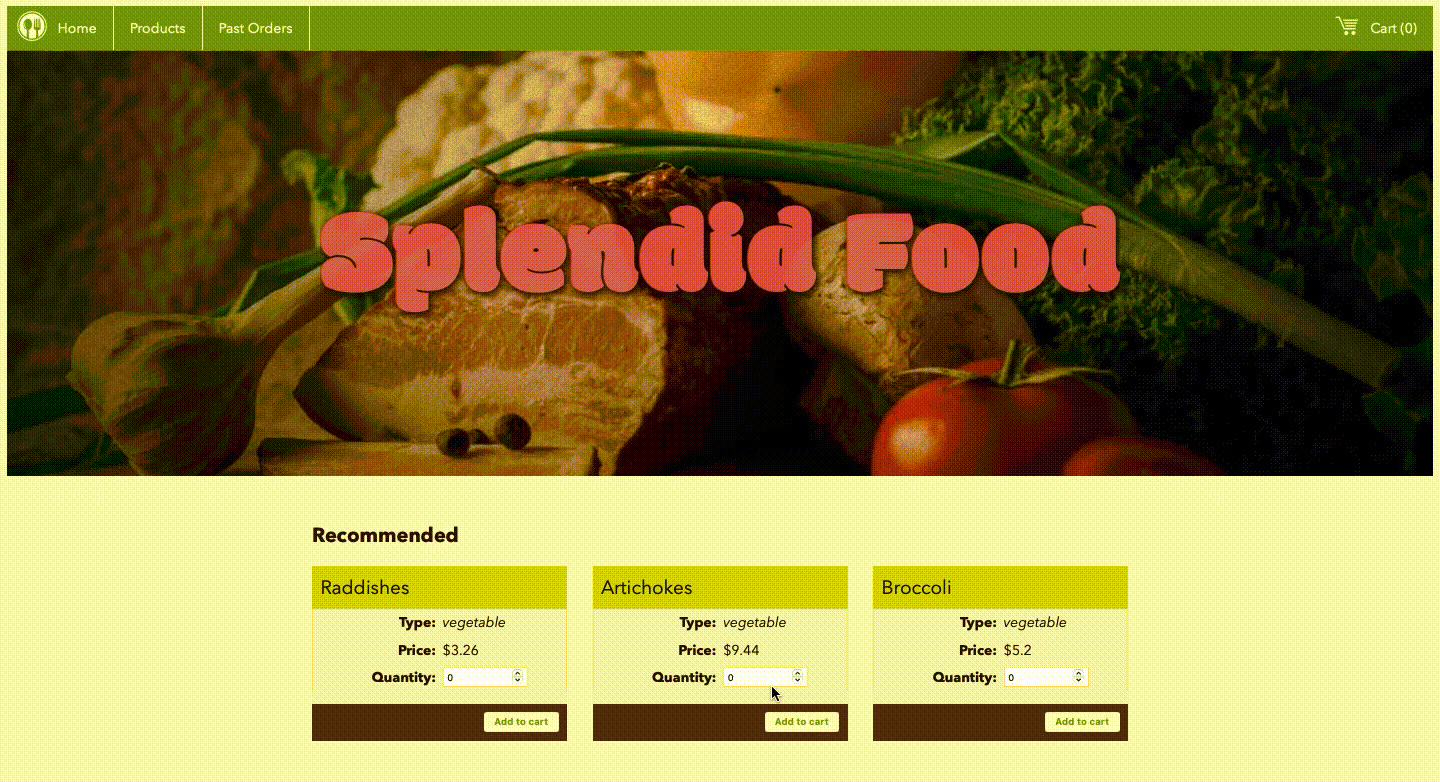 Home Products Past Orders Cart (0)
Splendid Food
Recommended
Raddishes Artichokes Broccoli
Type: vegetable Type: vegetable Type: vegetable
Price: $3.26 Price: $9.44 Price: $5.2
Quantity: 0 Quantity: 0 Quantity: 0
Add to cart Add to cart Add to cart